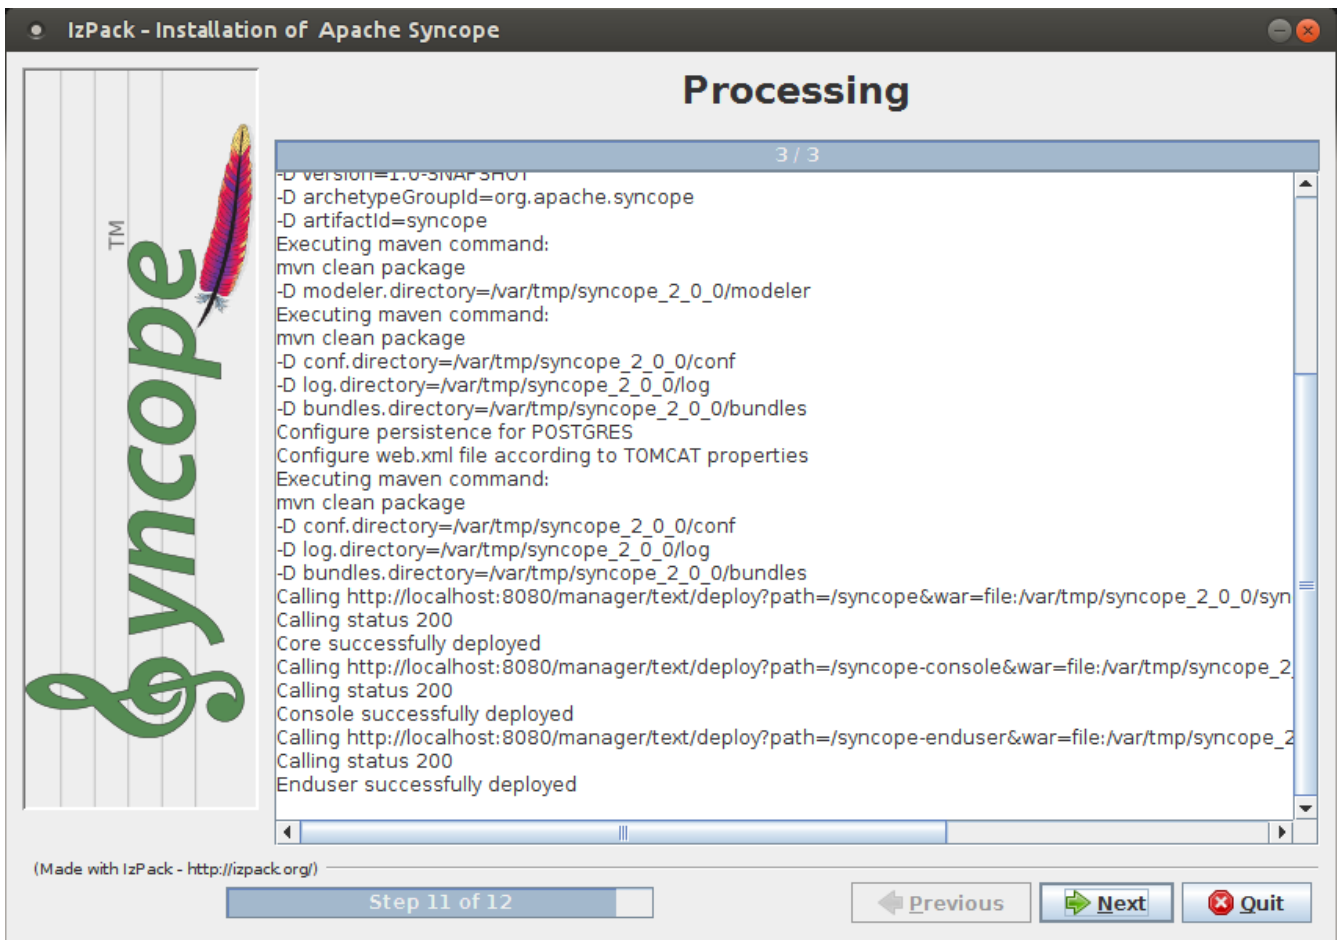 IzPack - Installation of Apache Syncope
Processing
3 / 3
-D version=1.0-SNAPSHOT
-D archetypeGroupId=org.apache.syncope
-D artifactId=syncope
Executing maven command:
mvn clean package
-D modeler.directory=/var/tmp/syncope_2_0_0/modeler
Executing maven command:
mvn clean package
-D conf.directory=/var/tmp/syncope_2_0_0/conf
-D log.directory=/var/tmp/syncope_2_0_0/log
-D bundles.directory=/var/tmp/syncope_2_0_0/bundles
Configure persistence for POSTGRES
Configure web.xml file according to TOMCAT properties
Executing maven command:
mvn clean package
-D conf.directory=/var/tmp/syncope_2_0_0/conf
-D log.directory=/var/tmp/syncope_2_0_0/log
-D bundles.directory=/var/tmp/syncope_2_0_0/bundles
Calling http://localhost:8080/manager/text/deploy?path=/syncope&war=file:/var/tmp/syncope_2_0_0/syn
Calling status 200
Core successfully deployed
Calling http://localhost:8080/manager/text/deploy?path=/syncope-console&war=file:/var/tmp/syncope_2_
Calling status 200
Console successfully deployed
Calling http://localhost:8080/manager/text/deploy?path=/syncope-enduser&war=file:/var/tmp/syncope_2
Calling status 200
Enduser successfully deployed
Syncope TM
(Made with IzPack - http://izpack.org/)
Step 11 of 12
Previous
Next
Quit